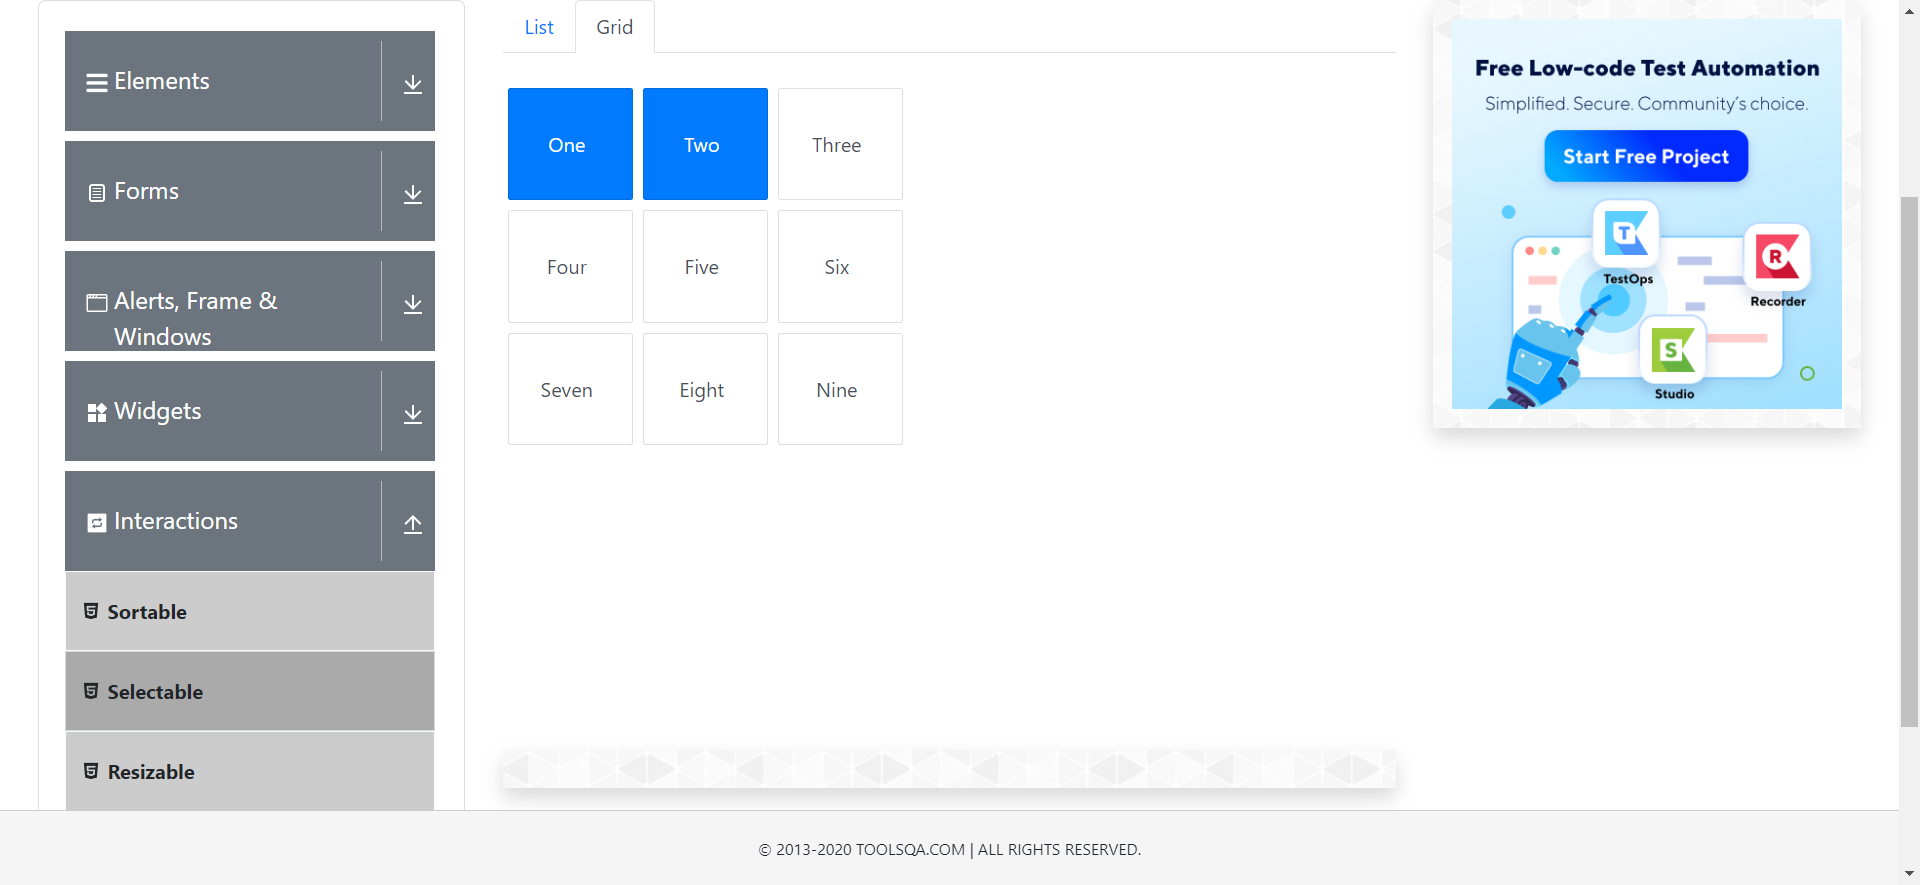 Elements
Forms
Alerts, Frame &
Windows
Widgets
Interactions
Sortable
Selectable
Resizable
List
Grid
One
Two
Three
Four
Five
Six
Seven
Eight
Nine
Free Low-code Test Automation
Simplified. Secure. Community's choice.
Start Free Project
T
TestOps
R
Recorder
S
Studio
© 2013-2020 TOOLSQA.COM | ALL RIGHTS RESERVED.